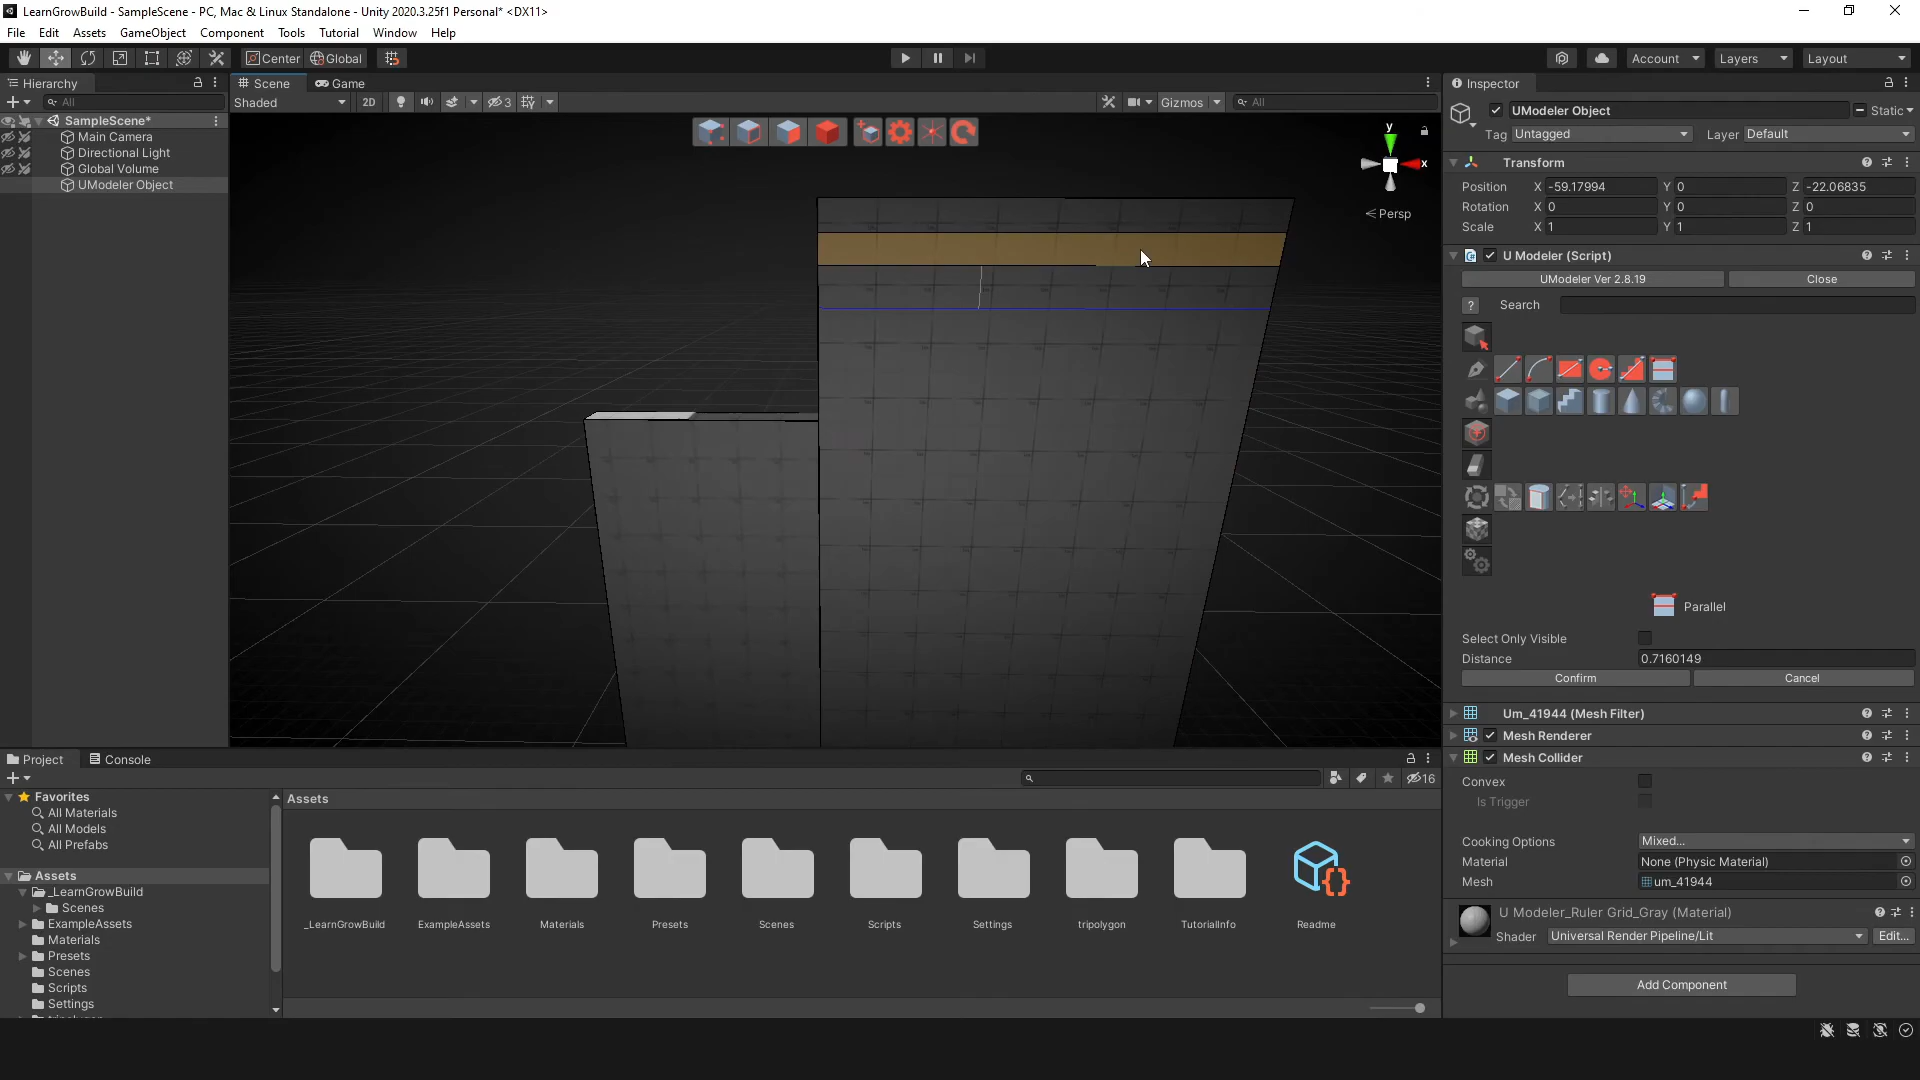 LearnGrowBuild - SampleScene - PC, Mac & Linux Standalone - Unity 2020.3.25f1 Personal* <DX11>
File Edit Assets GameObject Component Tools Tutorial Window Help
Center Global Account Layers Layout
Hierarchy
All
SampleScene*
Main Camera
Directional Light
Global Volume
UModeler Object
Scene Game
Shaded 2D 3 Gizmos All
y
x
Persp
Inspector
UModeler Object Static
Tag Untagged Layer Default
Transform
Position X -59.17994 Y 0 Z -22.06835
Rotation X 0 Y 0 Z 0
Scale X 1 Y 1 Z 1
U Modeler (Script)
UModeler Ver 2.8.19 Close
? Search
Parallel
Select Only Visible
Distance 0.7160149
Confirm Cancel
Um_41944 (Mesh Filter)
Mesh Renderer
Mesh Collider
Convex
Is Trigger
Cooking Options Mixed...
Material None (Physic Material)
Mesh um_41944
U Modeler_Ruler Grid_Gray (Material)
Shader Universal Render Pipeline/Lit Edit...
Add Component
Project Console
16
Favorites
All Materials
All Models
All Prefabs
Assets
_LearnGrowBuild
Scenes
ExampleAssets
Materials
Presets
Scenes
Scripts
Settings
Assets
_LearnGrowBuild ExampleAssets Materials Presets Scenes Scripts Settings tripolygon TutorialInfo Readme